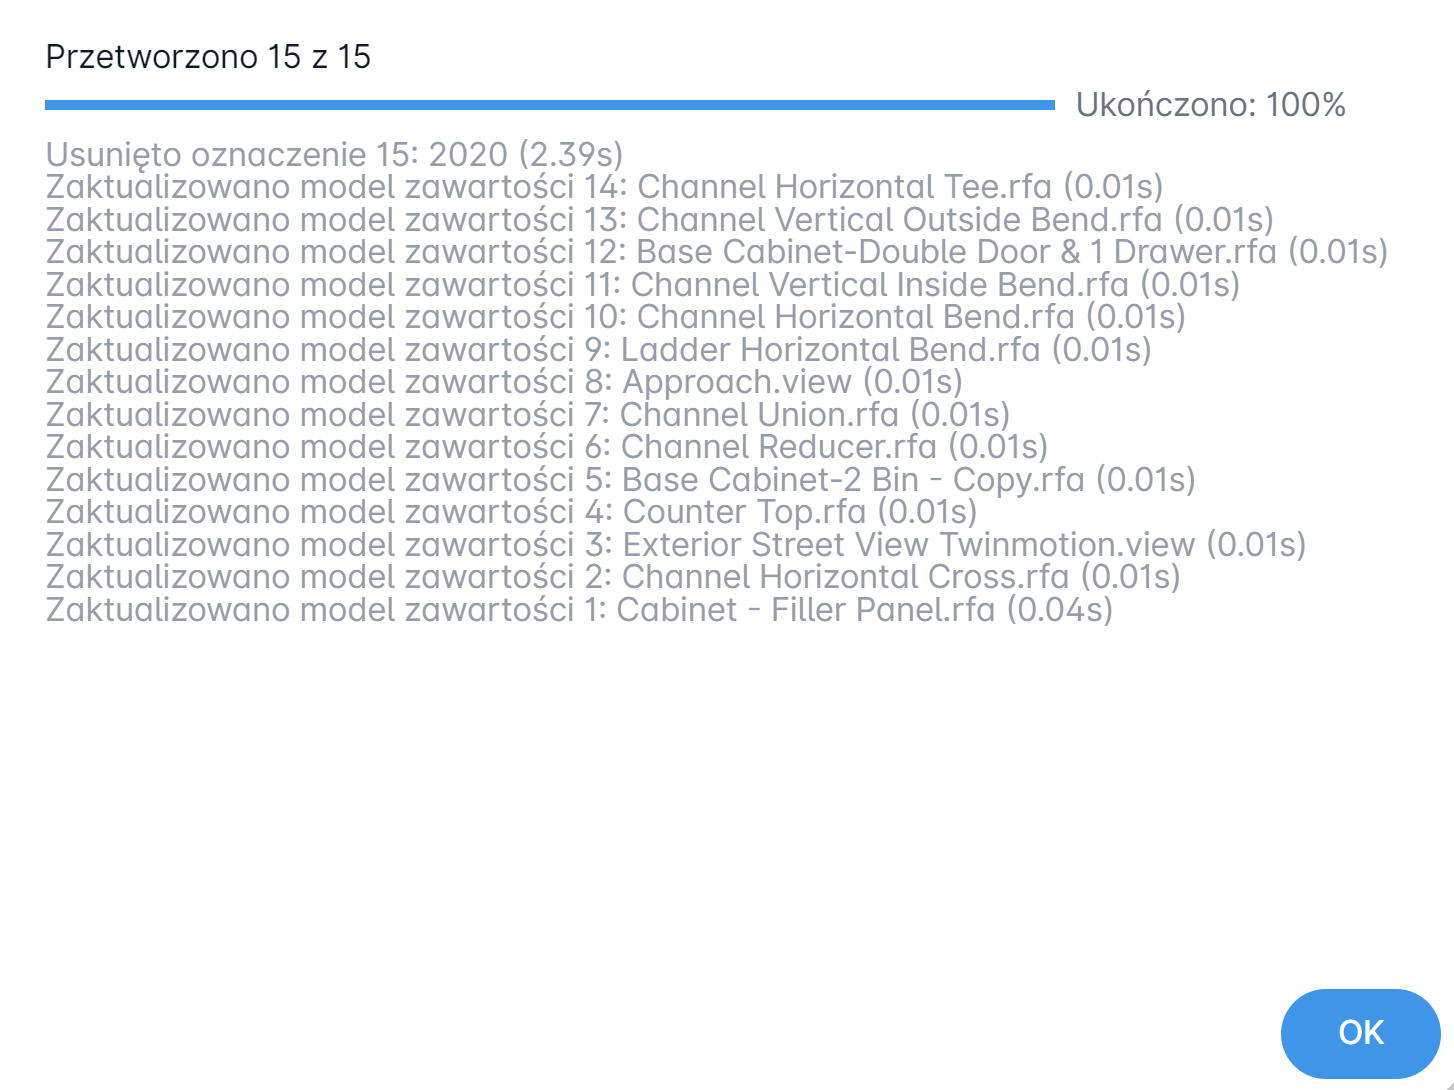 Przetworzono 15 z 15
Ukończono: 100%
Usunięto oznaczenie 15: 2020 (2.39s)
Zaktualizowano model zawartości 14: Channel Horizontal Tee.rfa (0.01s)
Zaktualizowano model zawartości 13: Channel Vertical Outside Bend.rfa (0.01s)
Zaktualizowano model zawartości 12: Base Cabinet-Double Door & 1 Drawer.rfa (0.01s)
Zaktualizowano model zawartości 11: Channel Vertical Inside Bend.rfa (0.01s)
Zaktualizowano model zawartości 10: Channel Horizontal Bend.rfa (0.01s)
Zaktualizowano model zawartości 9: Ladder Horizontal Bend.rfa (0.01s)
Zaktualizowano model zawartości 8: Approach.view (0.01s)
Zaktualizowano model zawartości 7: Channel Union.rfa (0.01s)
Zaktualizowano model zawartości 6: Channel Reducer.rfa (0.01s)
Zaktualizowano model zawartości 5: Base Cabinet-2 Bin - Copy.rfa (0.01s)
Zaktualizowano model zawartości 4: Counter Top.rfa (0.01s)
Zaktualizowano model zawartości 3: Exterior Street View Twinmotion.view (0.01s)
Zaktualizowano model zawartości 2: Channel Horizontal Cross.rfa (0.01s)
Zaktualizowano model zawartości 1: Cabinet - Filler Panel.rfa (0.04s)
OK